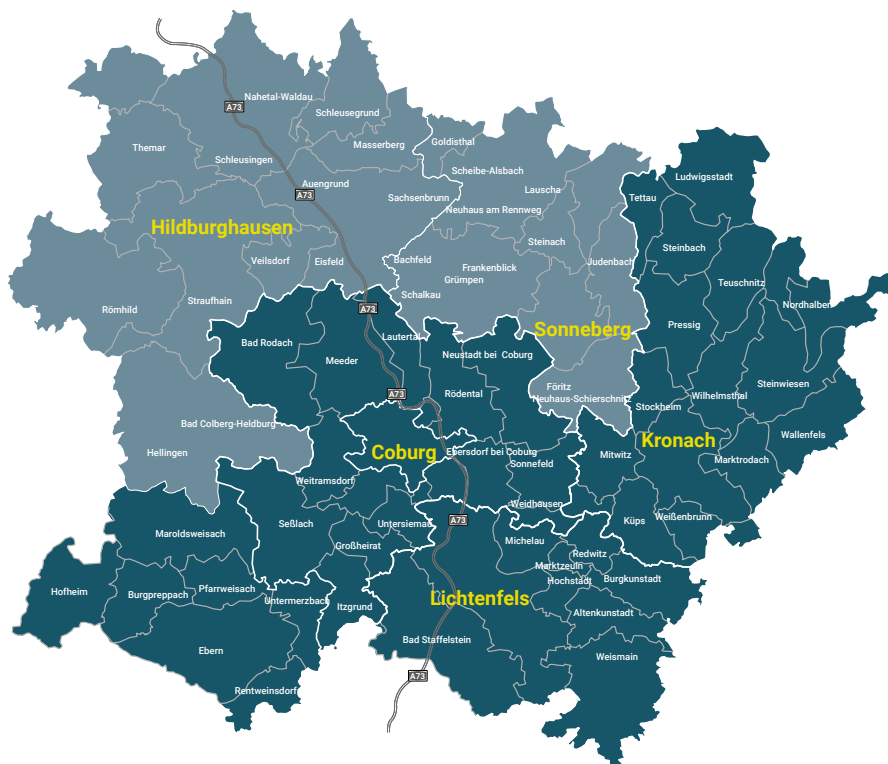 Nahetal-Waldau
A73
Schleusegrund
Goldisthal
Masserberg
Themar
Schleusingen
Scheibe-Alsbach
Ludwigsstadt
Auengrund
A73
Sachsenbrunn
Lauscha
Tettau
Neuhaus am Rennweg
Hildburghausen
Steinach
Steinbach
Veilsdorf
Eisfeld
Bachfeld
Frankenblick
Judenbach
Grümpen
Teuschnitz
Schalkau
Straufhain
Römhild
Nordhalben
A73
Sonneberg
Pressig
Bad Rodach
Lautertal
Meeder
Neustadt bei Coburg
Föritz
Steinwiesen
A73
Rödental
Neuhaus-Schierschnitz
Wilhelmsthal
Stockheim
Bad Colberg-Heldburg
Wallenfels
Kronach
Hellingen
Coburg
Ebersdorf bei Coburg
Mitwitz
Marktrodach
Sonnefeld
Weitramsdorf
Weidhausen
Seßlach
Untersiemau
A73
Küps
Weißenbrunn
Maroldsweisach
Großheirat
Michelau
Redwitz
Marktzeuln
Hochstadt
Burgkunstadt
Hofheim
Burgpreppach
Pfarrweisach
Untermerzbach
Itzgrund
Lichtenfels
Altenkunstadt
Bad Staffelstein
Ebern
Weismain
A73
Rentweinsdorf